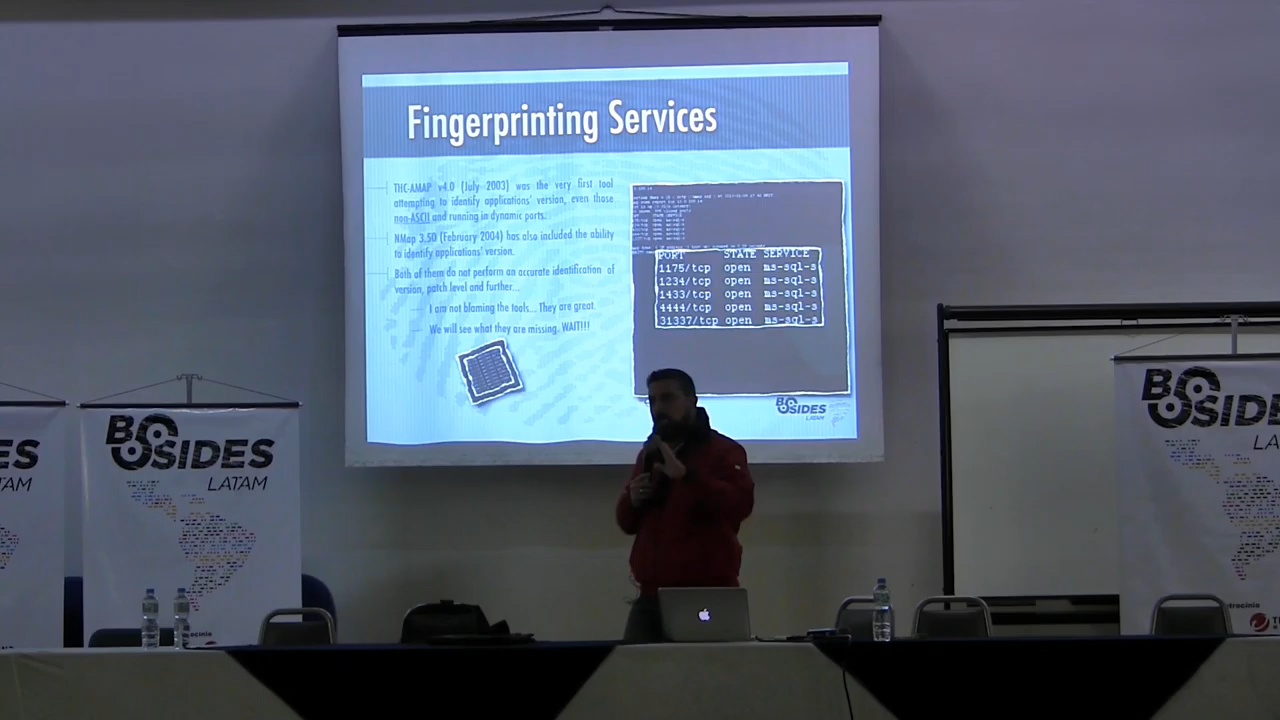 Fingerprinting Services
THC-AMAP v4.0 (July 2003) was the very first tool
attempting to identify applications' version, even those
non-ASCII and running in dynamic ports.
NMap 3.50 (February 2004) has also included the ability
to identify applications' version.
Both of them do not perform an accurate identification of
version, patch level and further...
I am not blaming the tools... They are great.
We will see what they are missing. WAIT!!!
PORT STATE SERVICE
1175/tcp open ms-sql-s
1234/tcp open ms-sql-s
1433/tcp open ms-sql-s
4444/tcp open ms-sql-s
31337/tcp open ms-sql-s
BSIDES
LATAM
ES
TAM
BSIDES
LATAM
BSIDE
LA